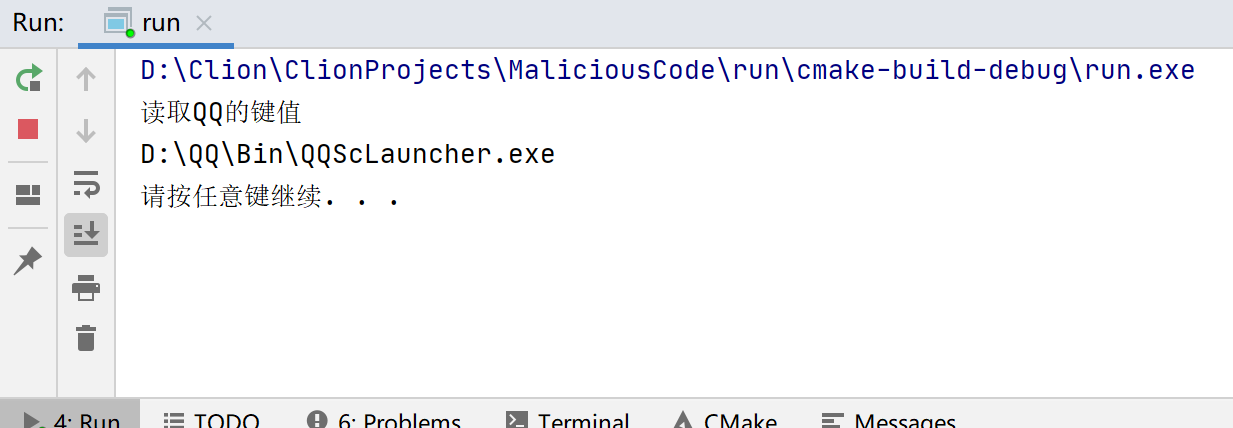 Run: run
D:\Clion\ClionProjects\MaliciousCode\run\cmake-build-debug\run.exe
读取QQ的键值
D:\QQ\Bin\QQScLauncher.exe
请按任意键继续. . .
4: Run TODO 6: Problems Terminal CMake Messages